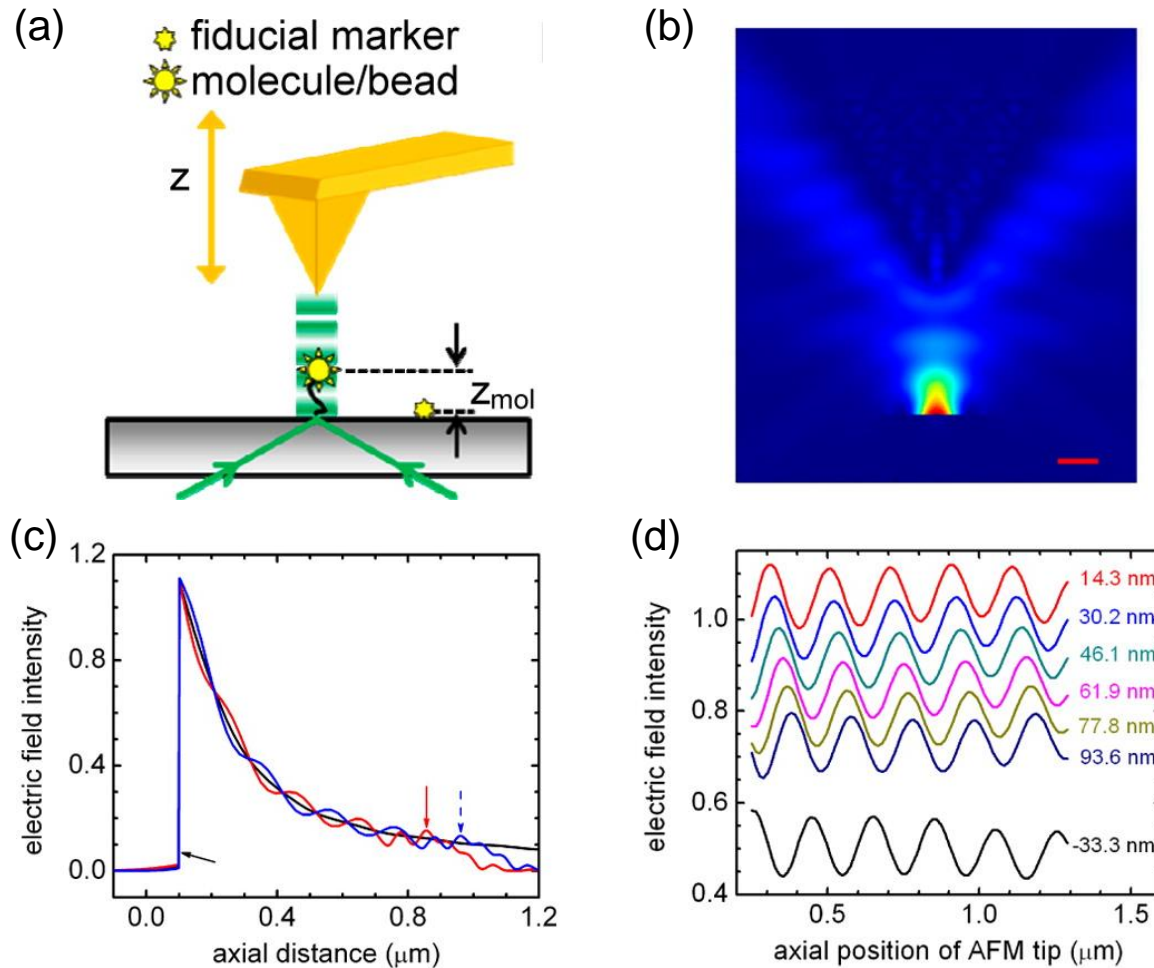 (a)
fiducial marker
molecule/bead
z
zmol
(b)
(c)
electric field intensity
1.2
0.8
0.4
0.0
0.0 0.4 0.8 1.2
axial distance (μm)
(d)
electric field intensity
1.0
0.8
0.6
0.4
14.3 nm
30.2 nm
46.1 nm
61.9 nm
77.8 nm
93.6 nm
-33.3 nm
0.5 1.0 1.5
axial position of AFM tip (μm)